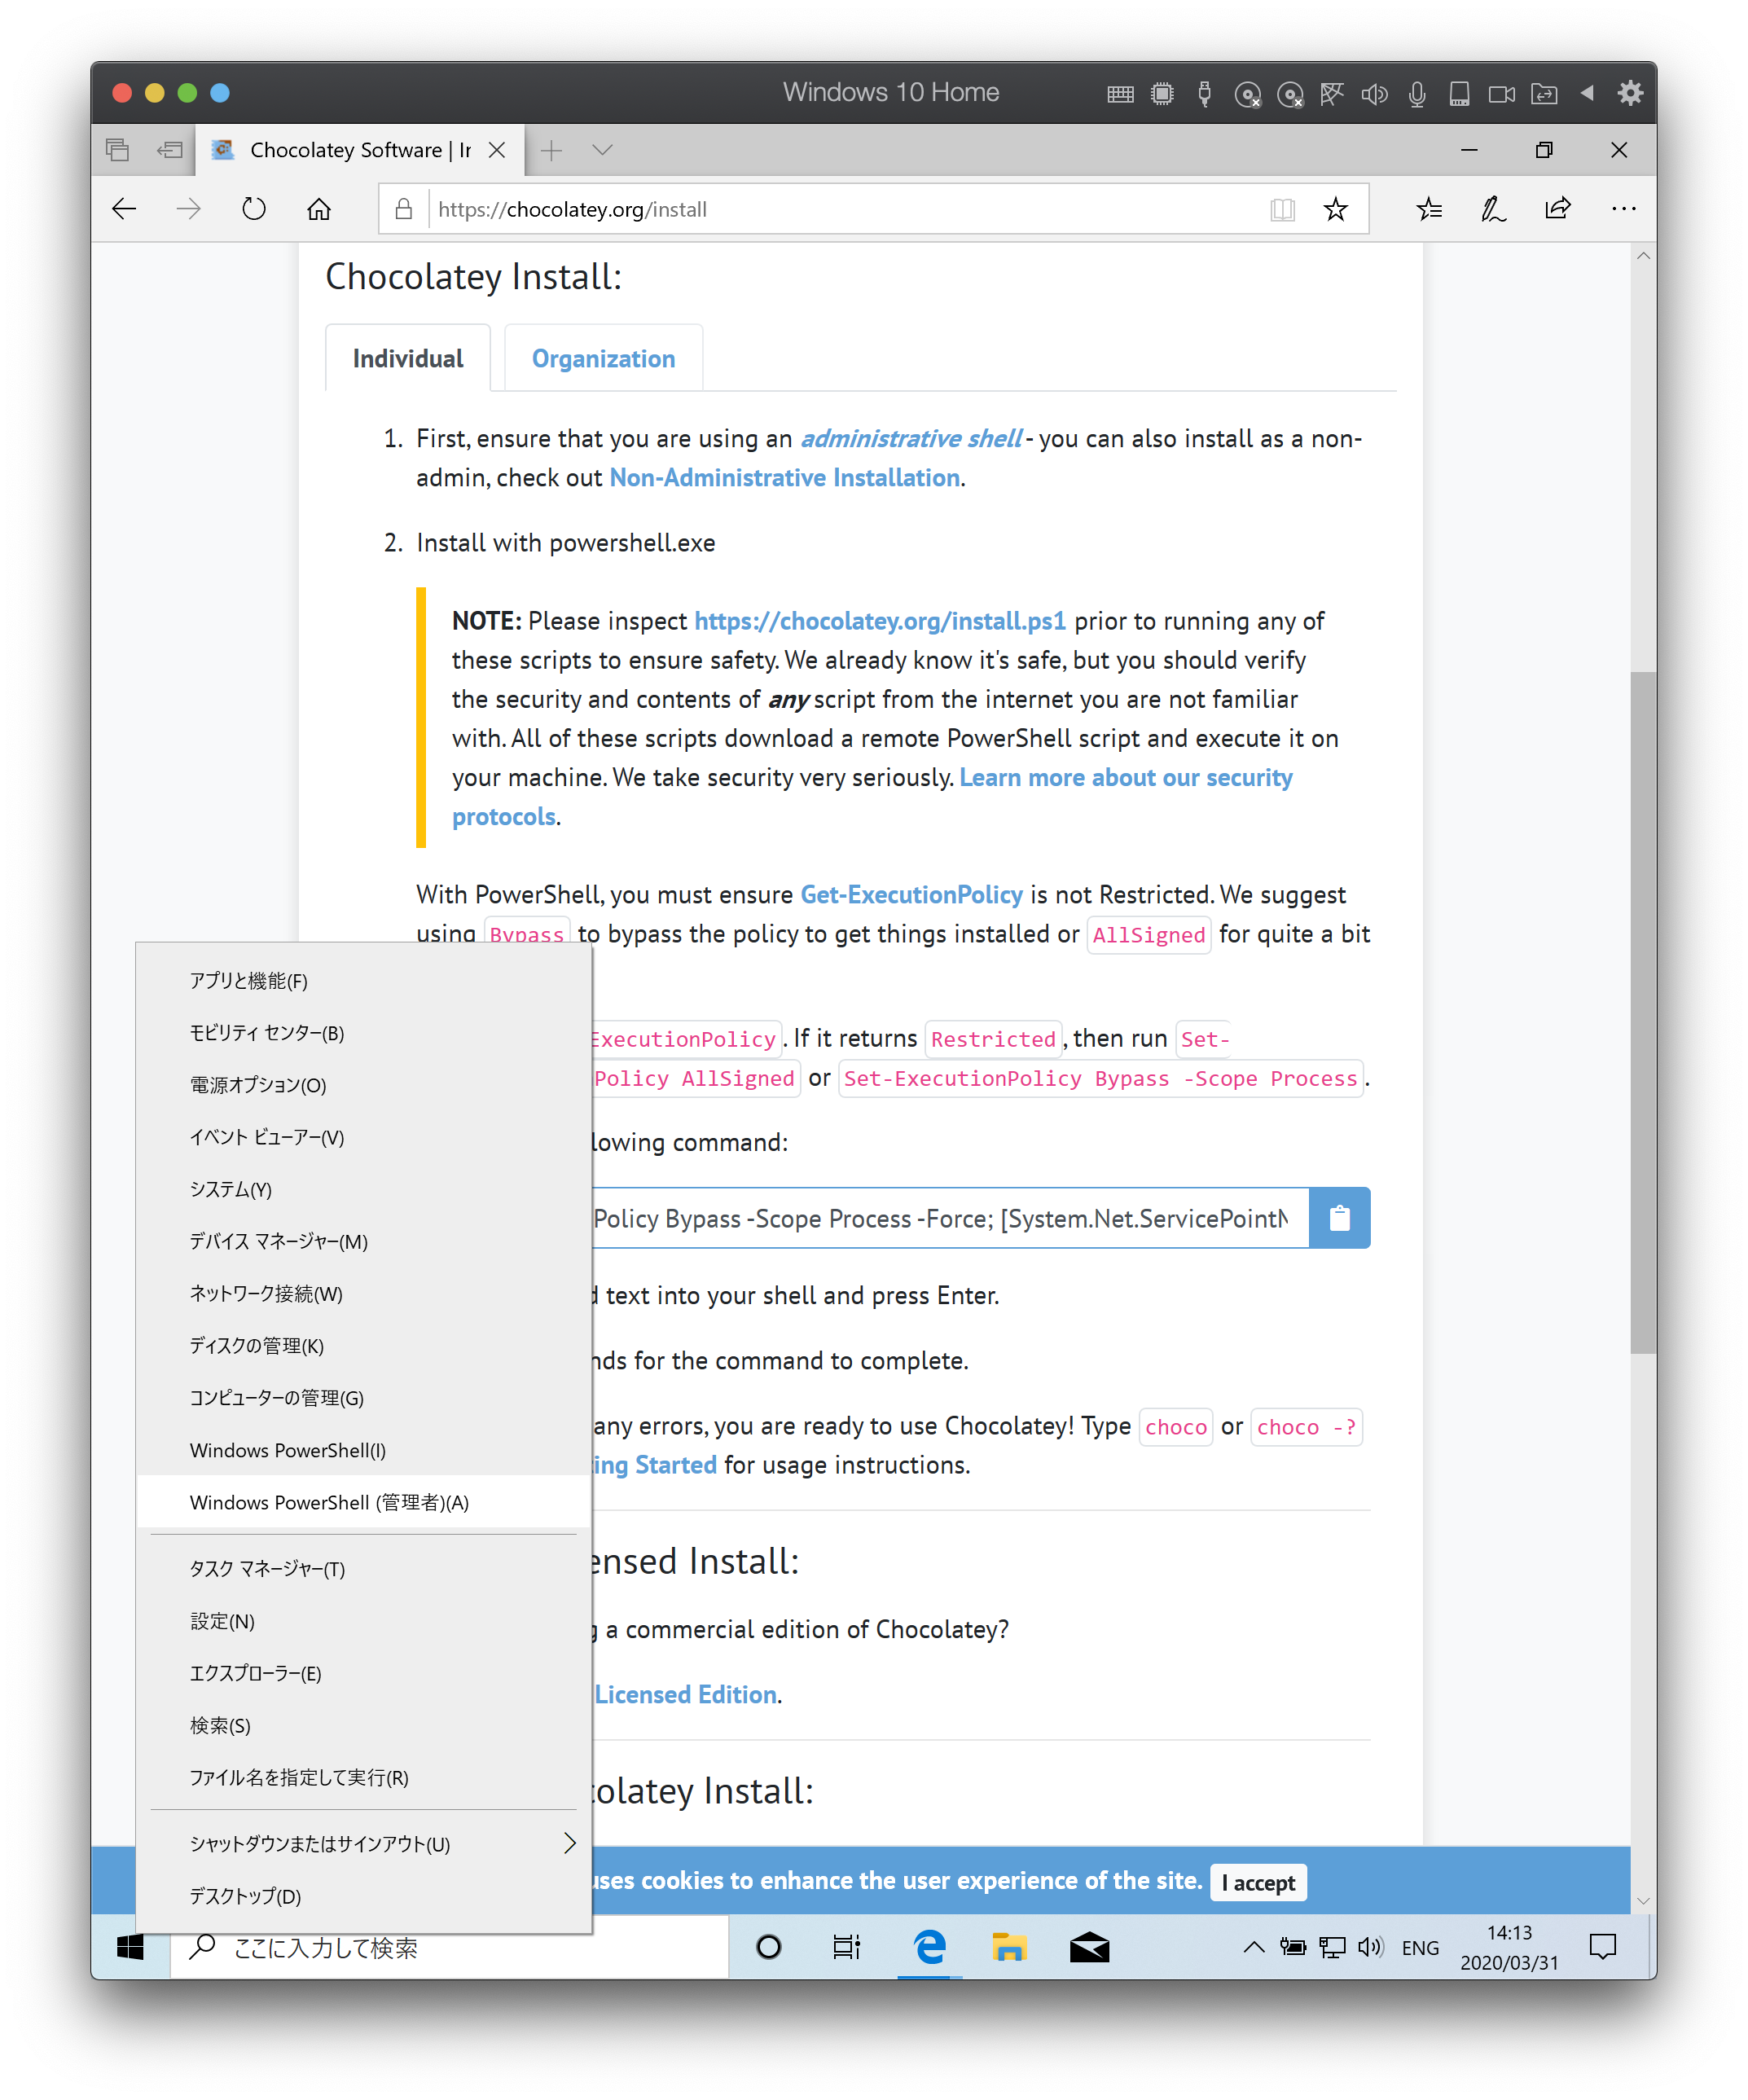 Windows 10 Home
Chocolatey Software | Ir
https://chocolatey.org/install
Chocolatey Install:
Individual
Organization
1. First, ensure that you are using an administrative shell - you can also install as a non-
admin, check out Non-Administrative Installation.
2. Install with powershell.exe
NOTE: Please inspect https://chocolatey.org/install.ps1 prior to running any of
these scripts to ensure safety. We already know it's safe, but you should verify
the security and contents of any script from the internet you are not familiar
with. All of these scripts download a remote PowerShell script and execute it on
your machine. We take security very seriously. Learn more about our security
protocols.
With PowerShell, you must ensure Get-ExecutionPolicy is not Restricted. We suggest
using Bypass to bypass the policy to get things installed or AllSigned for quite a bit
ExecutionPolicy. If it returns Restricted, then run Set-
Policy AllSigned or Set-ExecutionPolicy Bypass -Scope Process.
lowing command:
Policy Bypass -Scope Process -Force; [System.Net.ServicePoint
text into your shell and press Enter.
nds for the command to complete.
any errors, you are ready to use Chocolatey! Type choco or choco -?
ing Started for usage instructions.
ensed Install:
a commercial edition of Chocolatey?
Licensed Edition.
colatey Install:
uses cookies to enhance the user experience of the site. I accept
アプリと機能(F)
モビリティ センター(B)
電源オプション(O)
イベント ビューアー(V)
システム(Y)
デバイス マネージャー(M)
ネットワーク接続(W)
ディスクの管理(K)
コンピューターの管理(G)
Windows PowerShell(I)
Windows PowerShell (管理者)(A)
タスク マネージャー(T)
設定(N)
エクスプローラー(E)
検索(S)
ファイル名を指定して実行(R)
シャットダウンまたはサインアウト(U)
デスクトップ(D)
ここに入力して検索
ENG
14:13
2020/03/31